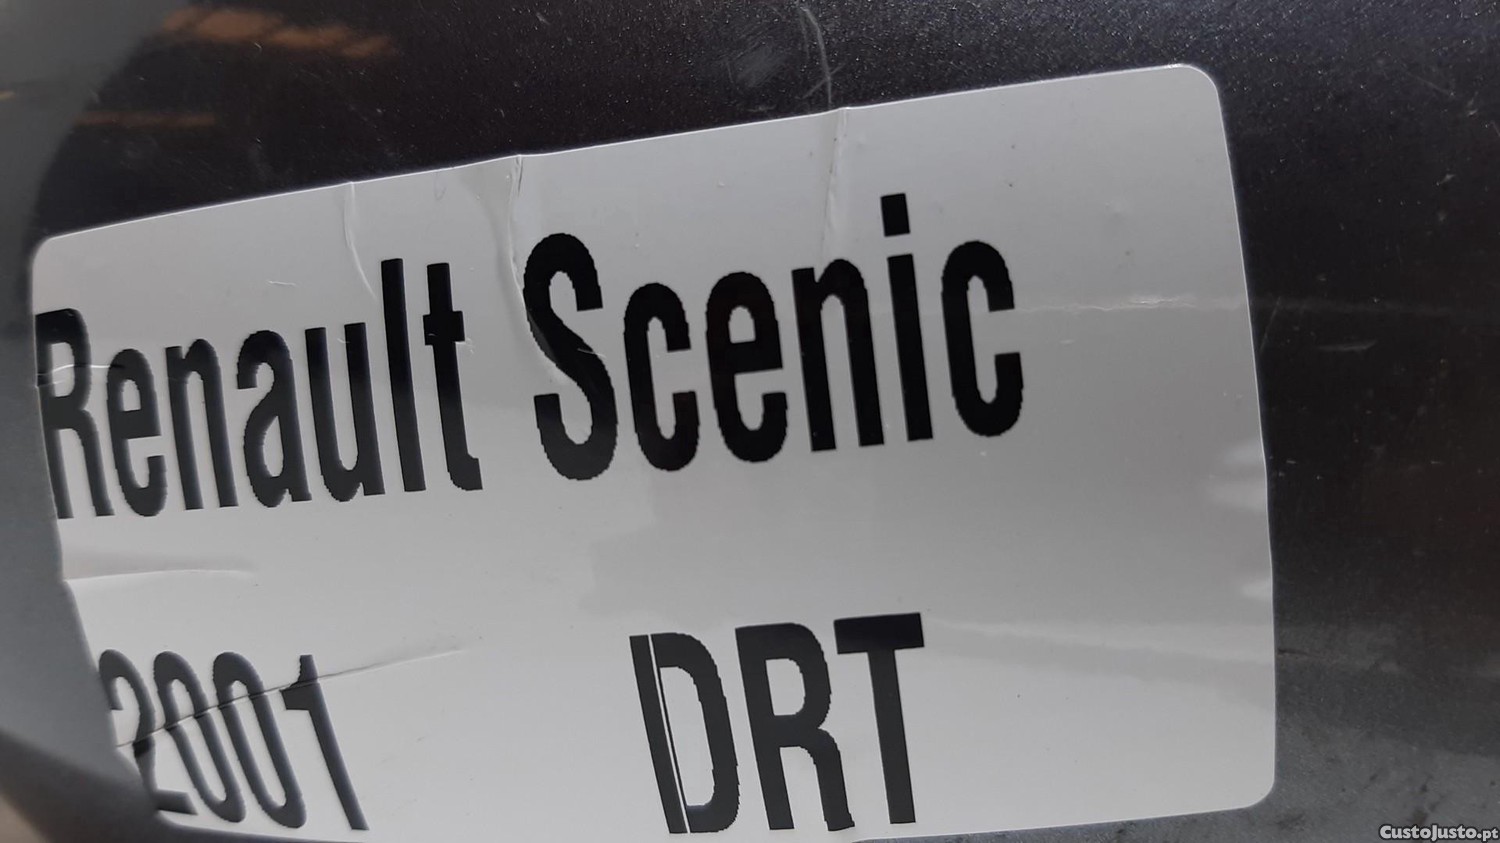 Renault Scenic
2001 DRT
CustoJusto.pt